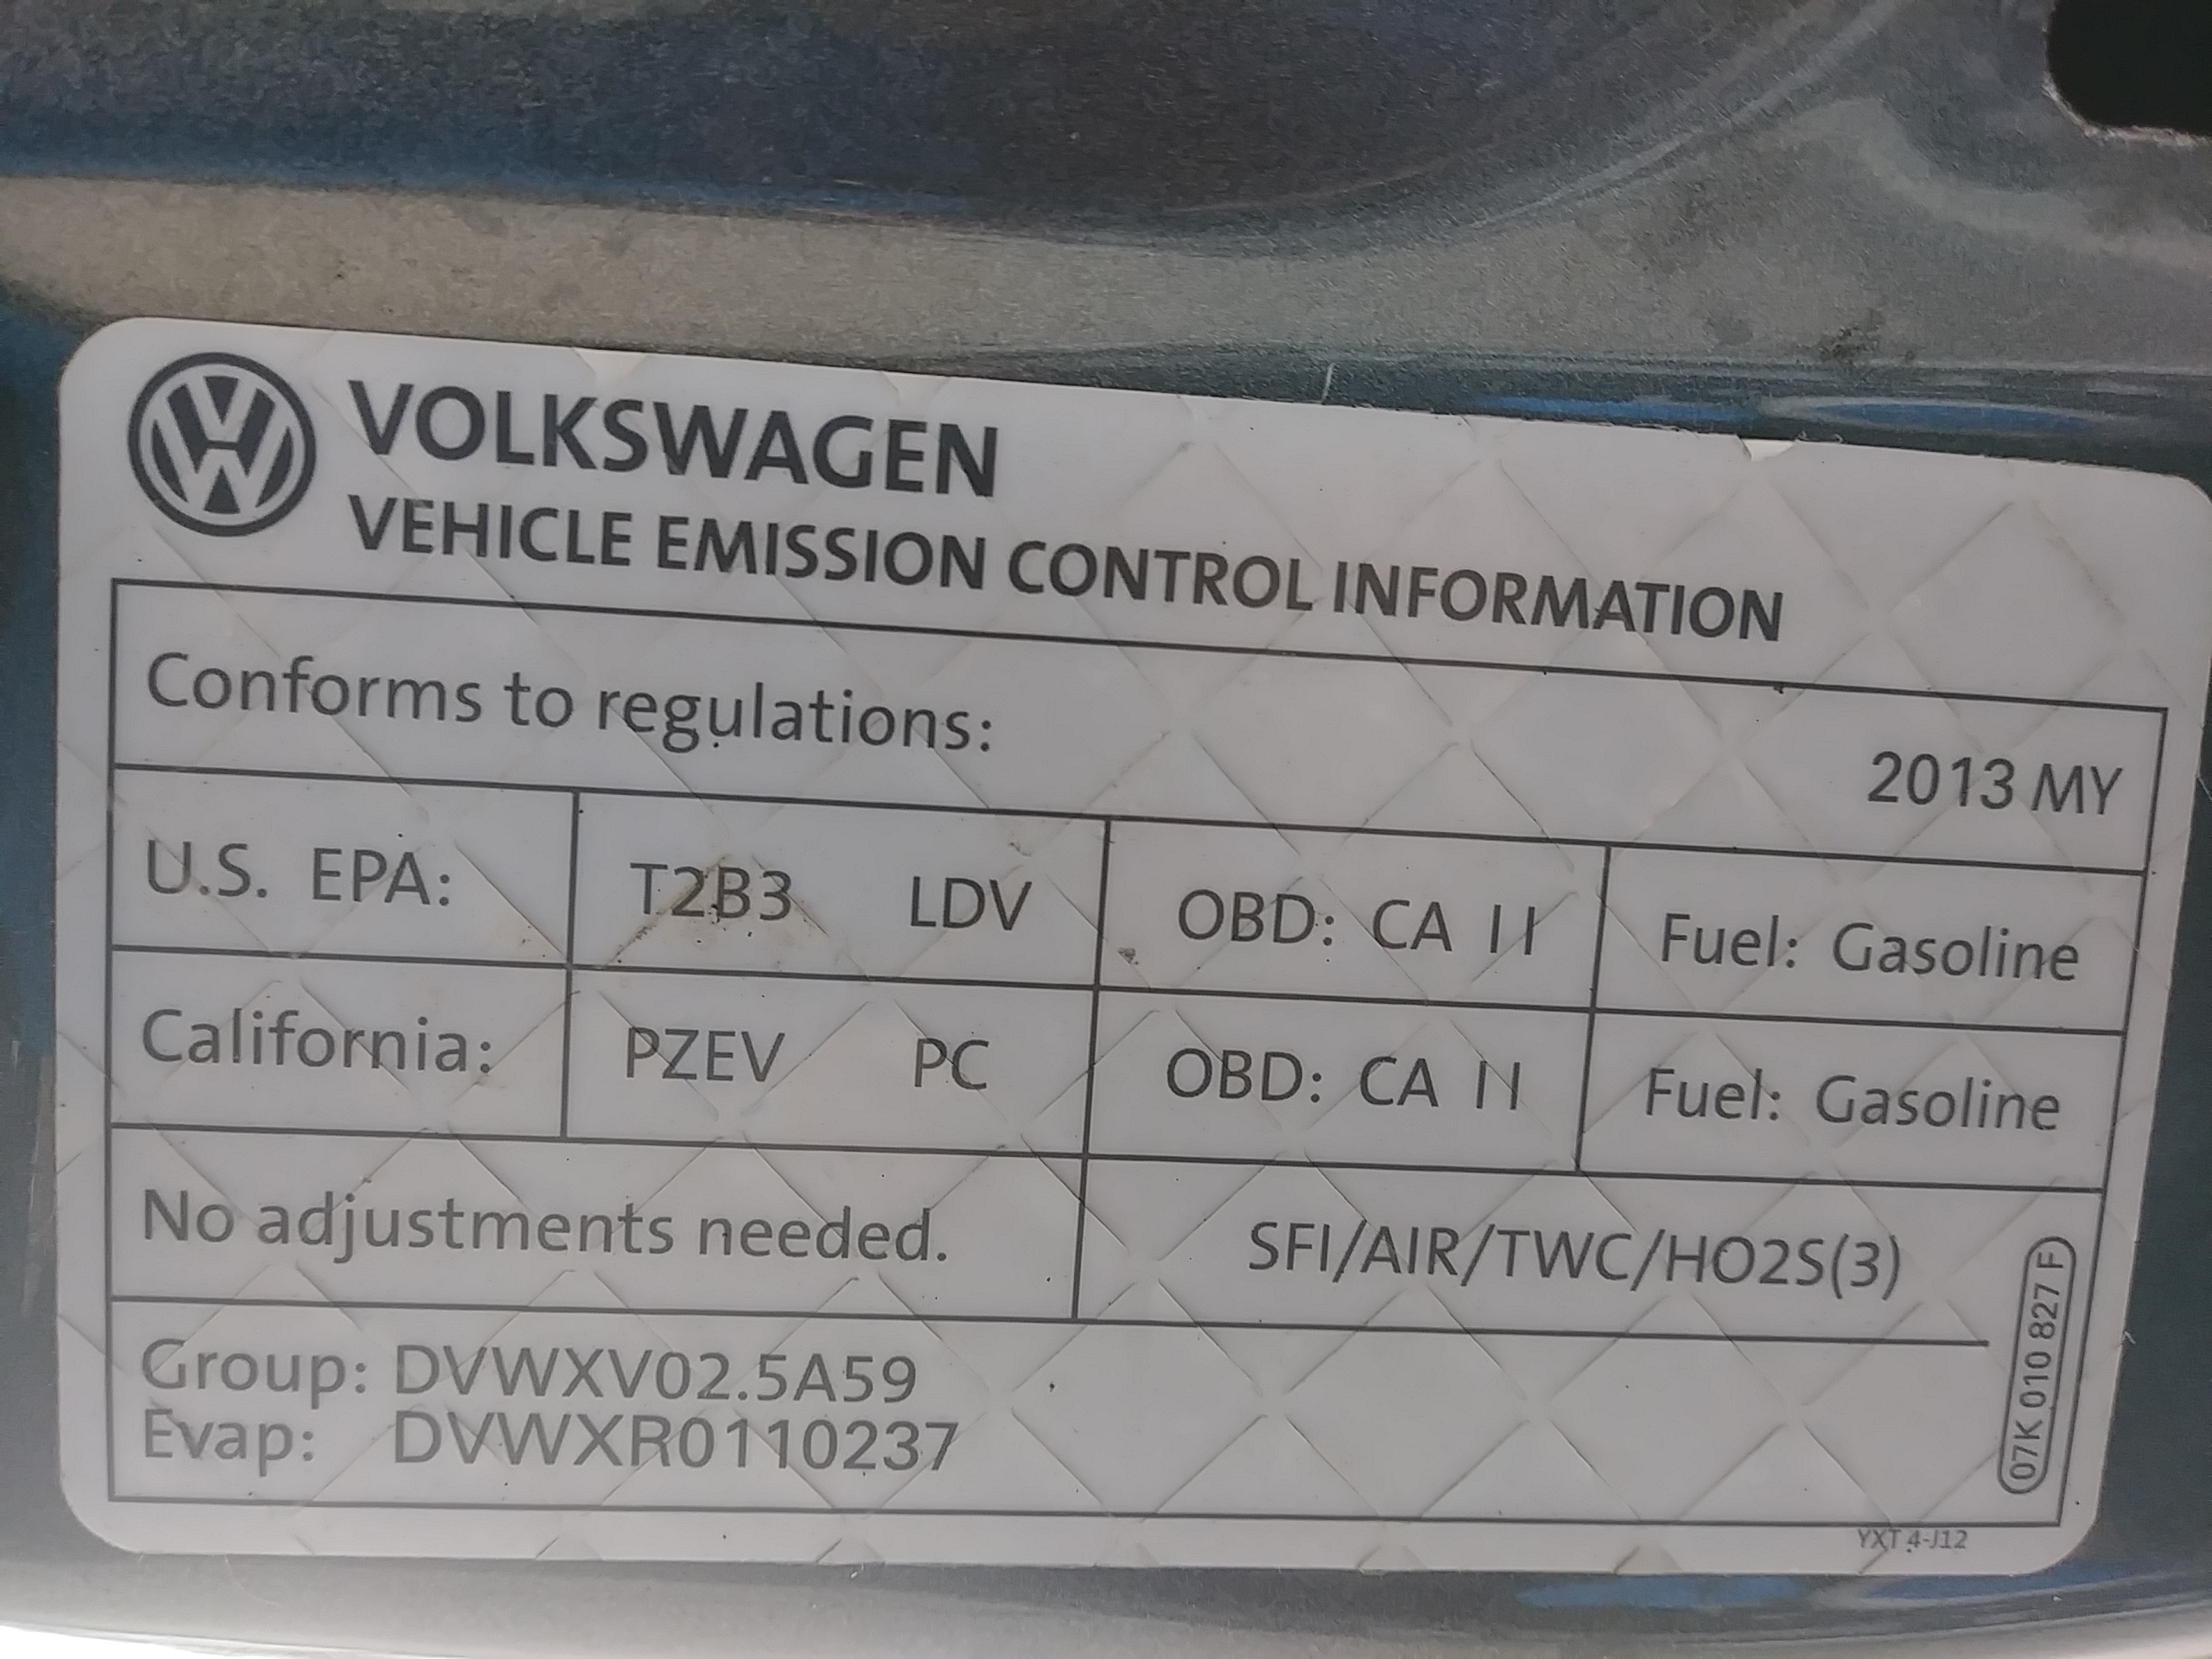 VOLKSWAGEN
VEHICLE EMISSION CONTROL INFORMATION
Conforms to regulations:
2013 MY
U.S. EPA: T2B3 LDV OBD: CA II Fuel: Gasoline
California: PZEV PC OBD: CA II Fuel: Gasoline
No adjustments needed. SFI/AIR/TWC/HO2S(3)
Group: DVWXV02.5A59
Evap: DVWXR0110237
07K 010 827 F
YXT 4-J12